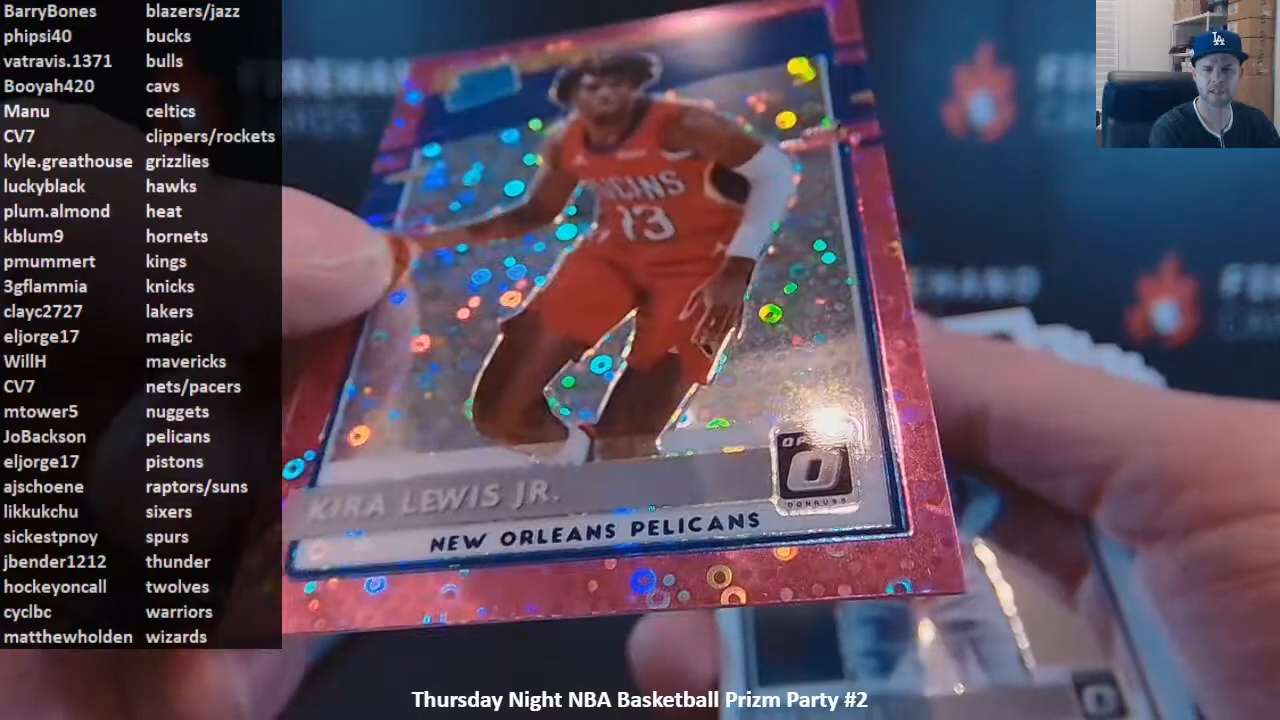 BarryBones blazers/jazz
phipsi40 bucks
vatravis.1371 bulls
Booyah420 cavs
Manu celtics
CV7 clippers/rockets
kyle.greathouse grizzlies
luckyblack hawks
plum.almond heat
kblum9 hornets
pmummert kings
3gflammia knicks
clayc2727 lakers
eljorge17 magic
WillH mavericks
CV7 nets/pacers
mtower5 nuggets
JoBackson pelicans
eljorge17 pistons
ajschoene raptors/suns
likkukchu sixers
sickestpnoy spurs
jbender1212 thunder
hockeyoncall twolves
cyclbc warriors
matthewholden wizards
LA
13
O
DONRUSS
KIRA LEWIS JR.
NEW ORLEANS PELICANS
Thursday Night NBA Basketball Prizm Party #2